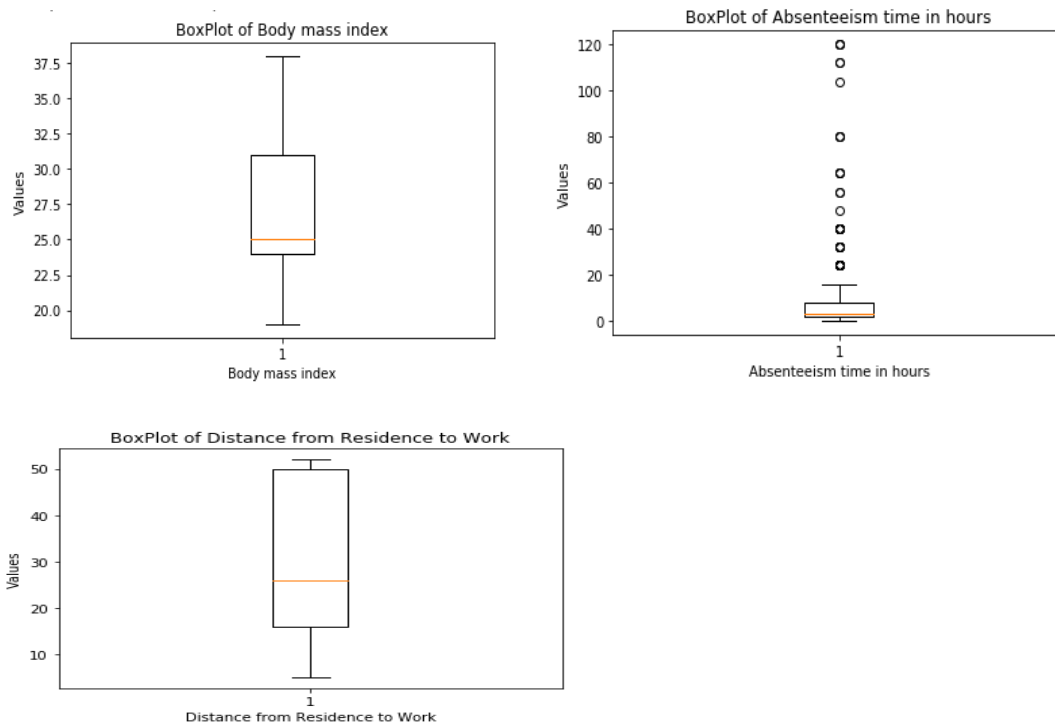 BoxPlot of Body mass index
37.5
35.0
32.5
30.0
27.5
25.0
22.5
20.0
Values
1
Body mass index
BoxPlot of Absenteeism time in hours
120
100
80
60
40
20
0
Values
1
Absenteeism time in hours
BoxPlot of Distance from Residence to Work
50
40
30
20
10
Values
1
Distance from Residence to Work